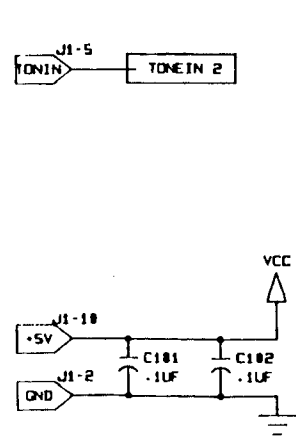 J1-5
TONIN
TONEIN 2
VCC
J1-10
+5V
C101
C102
.1UF
.1UF
J1-2
GND